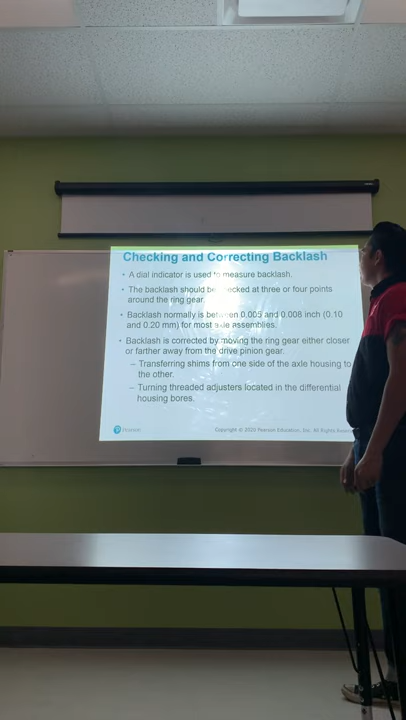 Checking and Correcting Backlash
• A dial indicator is used to measure backlash.
• The backlash should be checked at three or four points
around the ring gear.
• Backlash normally is between 0.005 and 0.008 inch (0.10
and 0.20 mm) for most axle assemblies.
• Backlash is corrected by moving the ring gear either closer
or farther away from the drive pinion gear.
– Transferring shims from one side of the axle housing to
the other.
– Turning threaded adjusters located in the differential
housing bores.
Pearson
Copyright © 2020 Pearson Education, Inc. All Rights